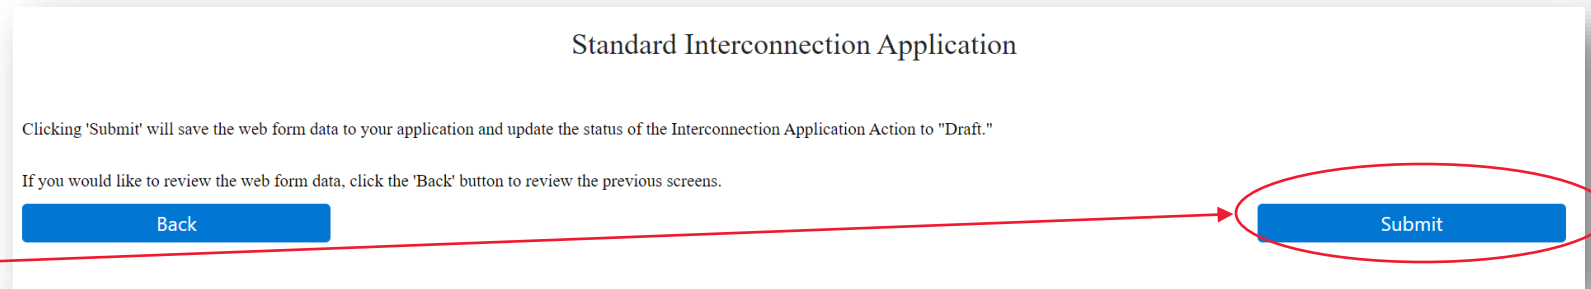 Standard Interconnection Application
Clicking 'Submit' will save the web form data to your application and update the status of the Interconnection Application Action to "Draft."
If you would like to review the web form data, click the 'Back' button to review the previous screens.
Back
Submit